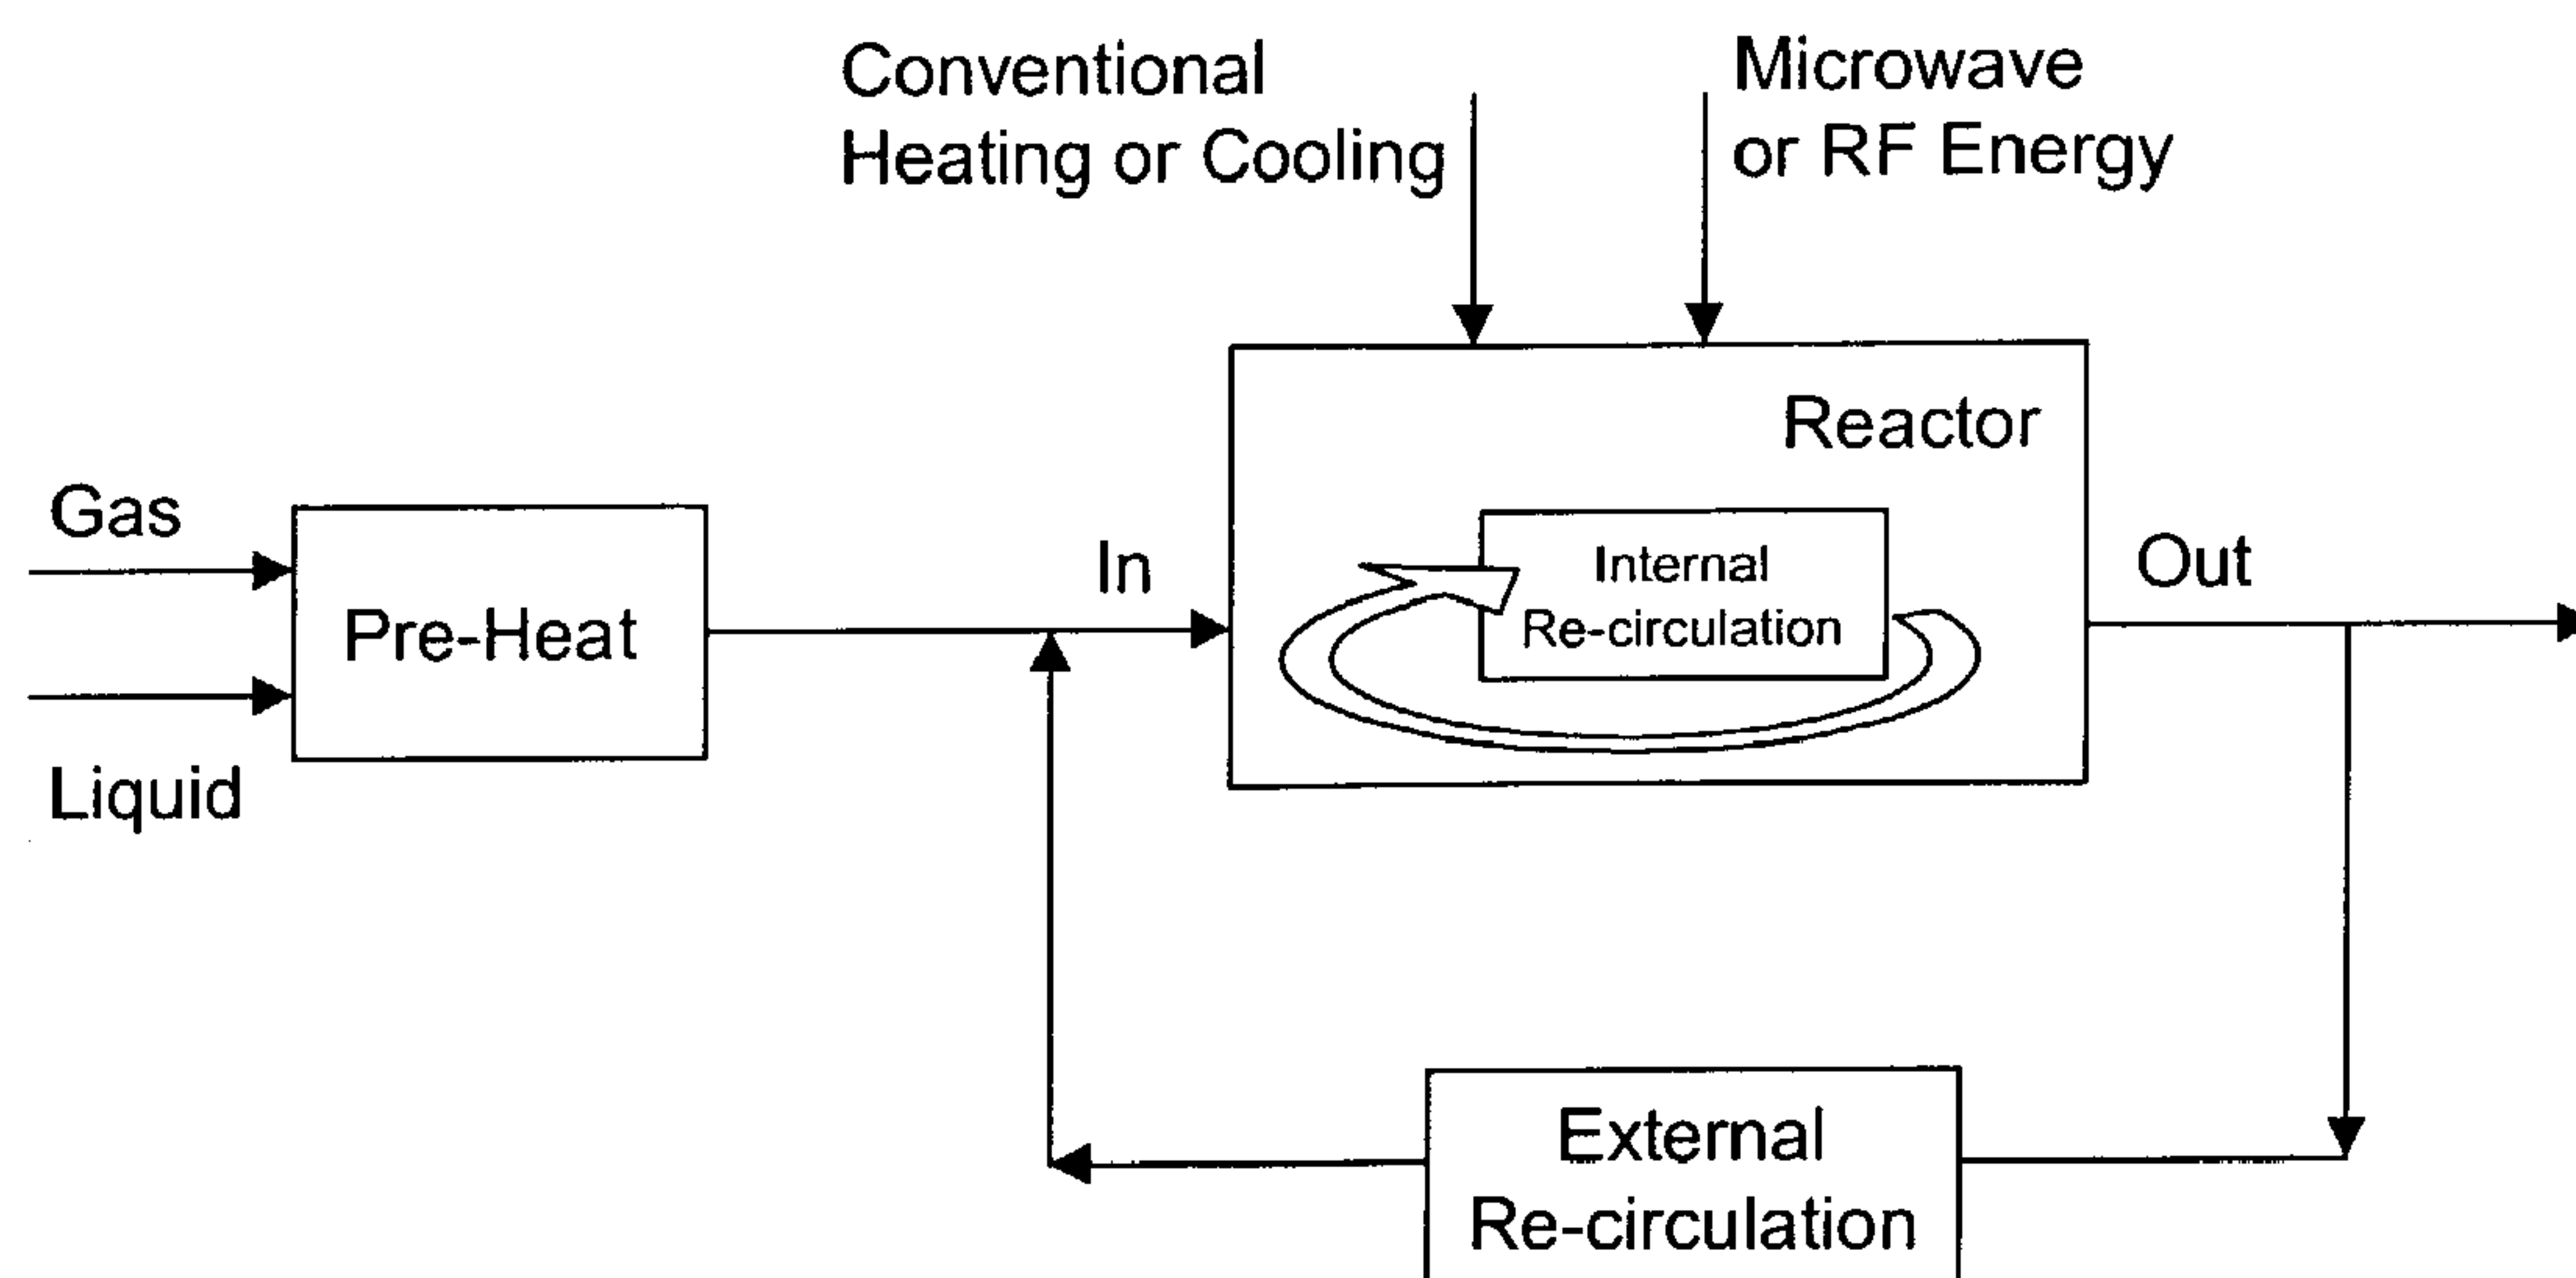 Conventional
Heating or Cooling
Microwave
or RF Energy
Reactor
Gas
Pre-Heat
Liquid
In
Internal
Re-circulation
Out
External
Re-circulation